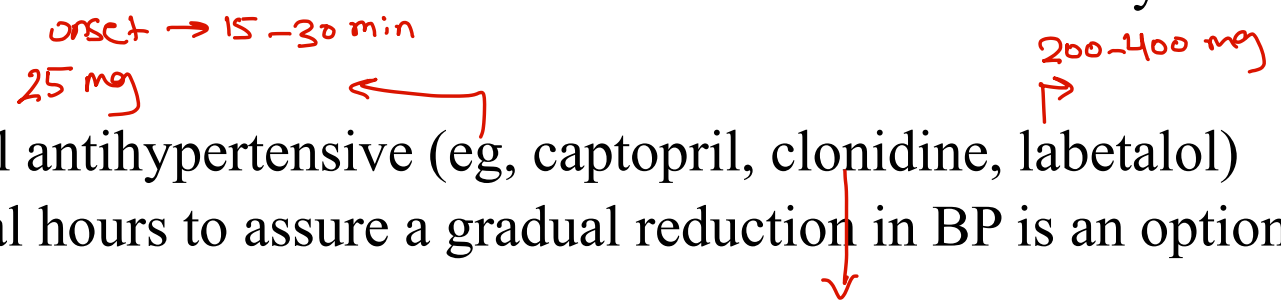 onset → 15-30 min
200-400 mg
25 mg
l antihypertensive (eg, captopril, clonidine, labetalol)
al hours to assure a gradual reduction in BP is an option